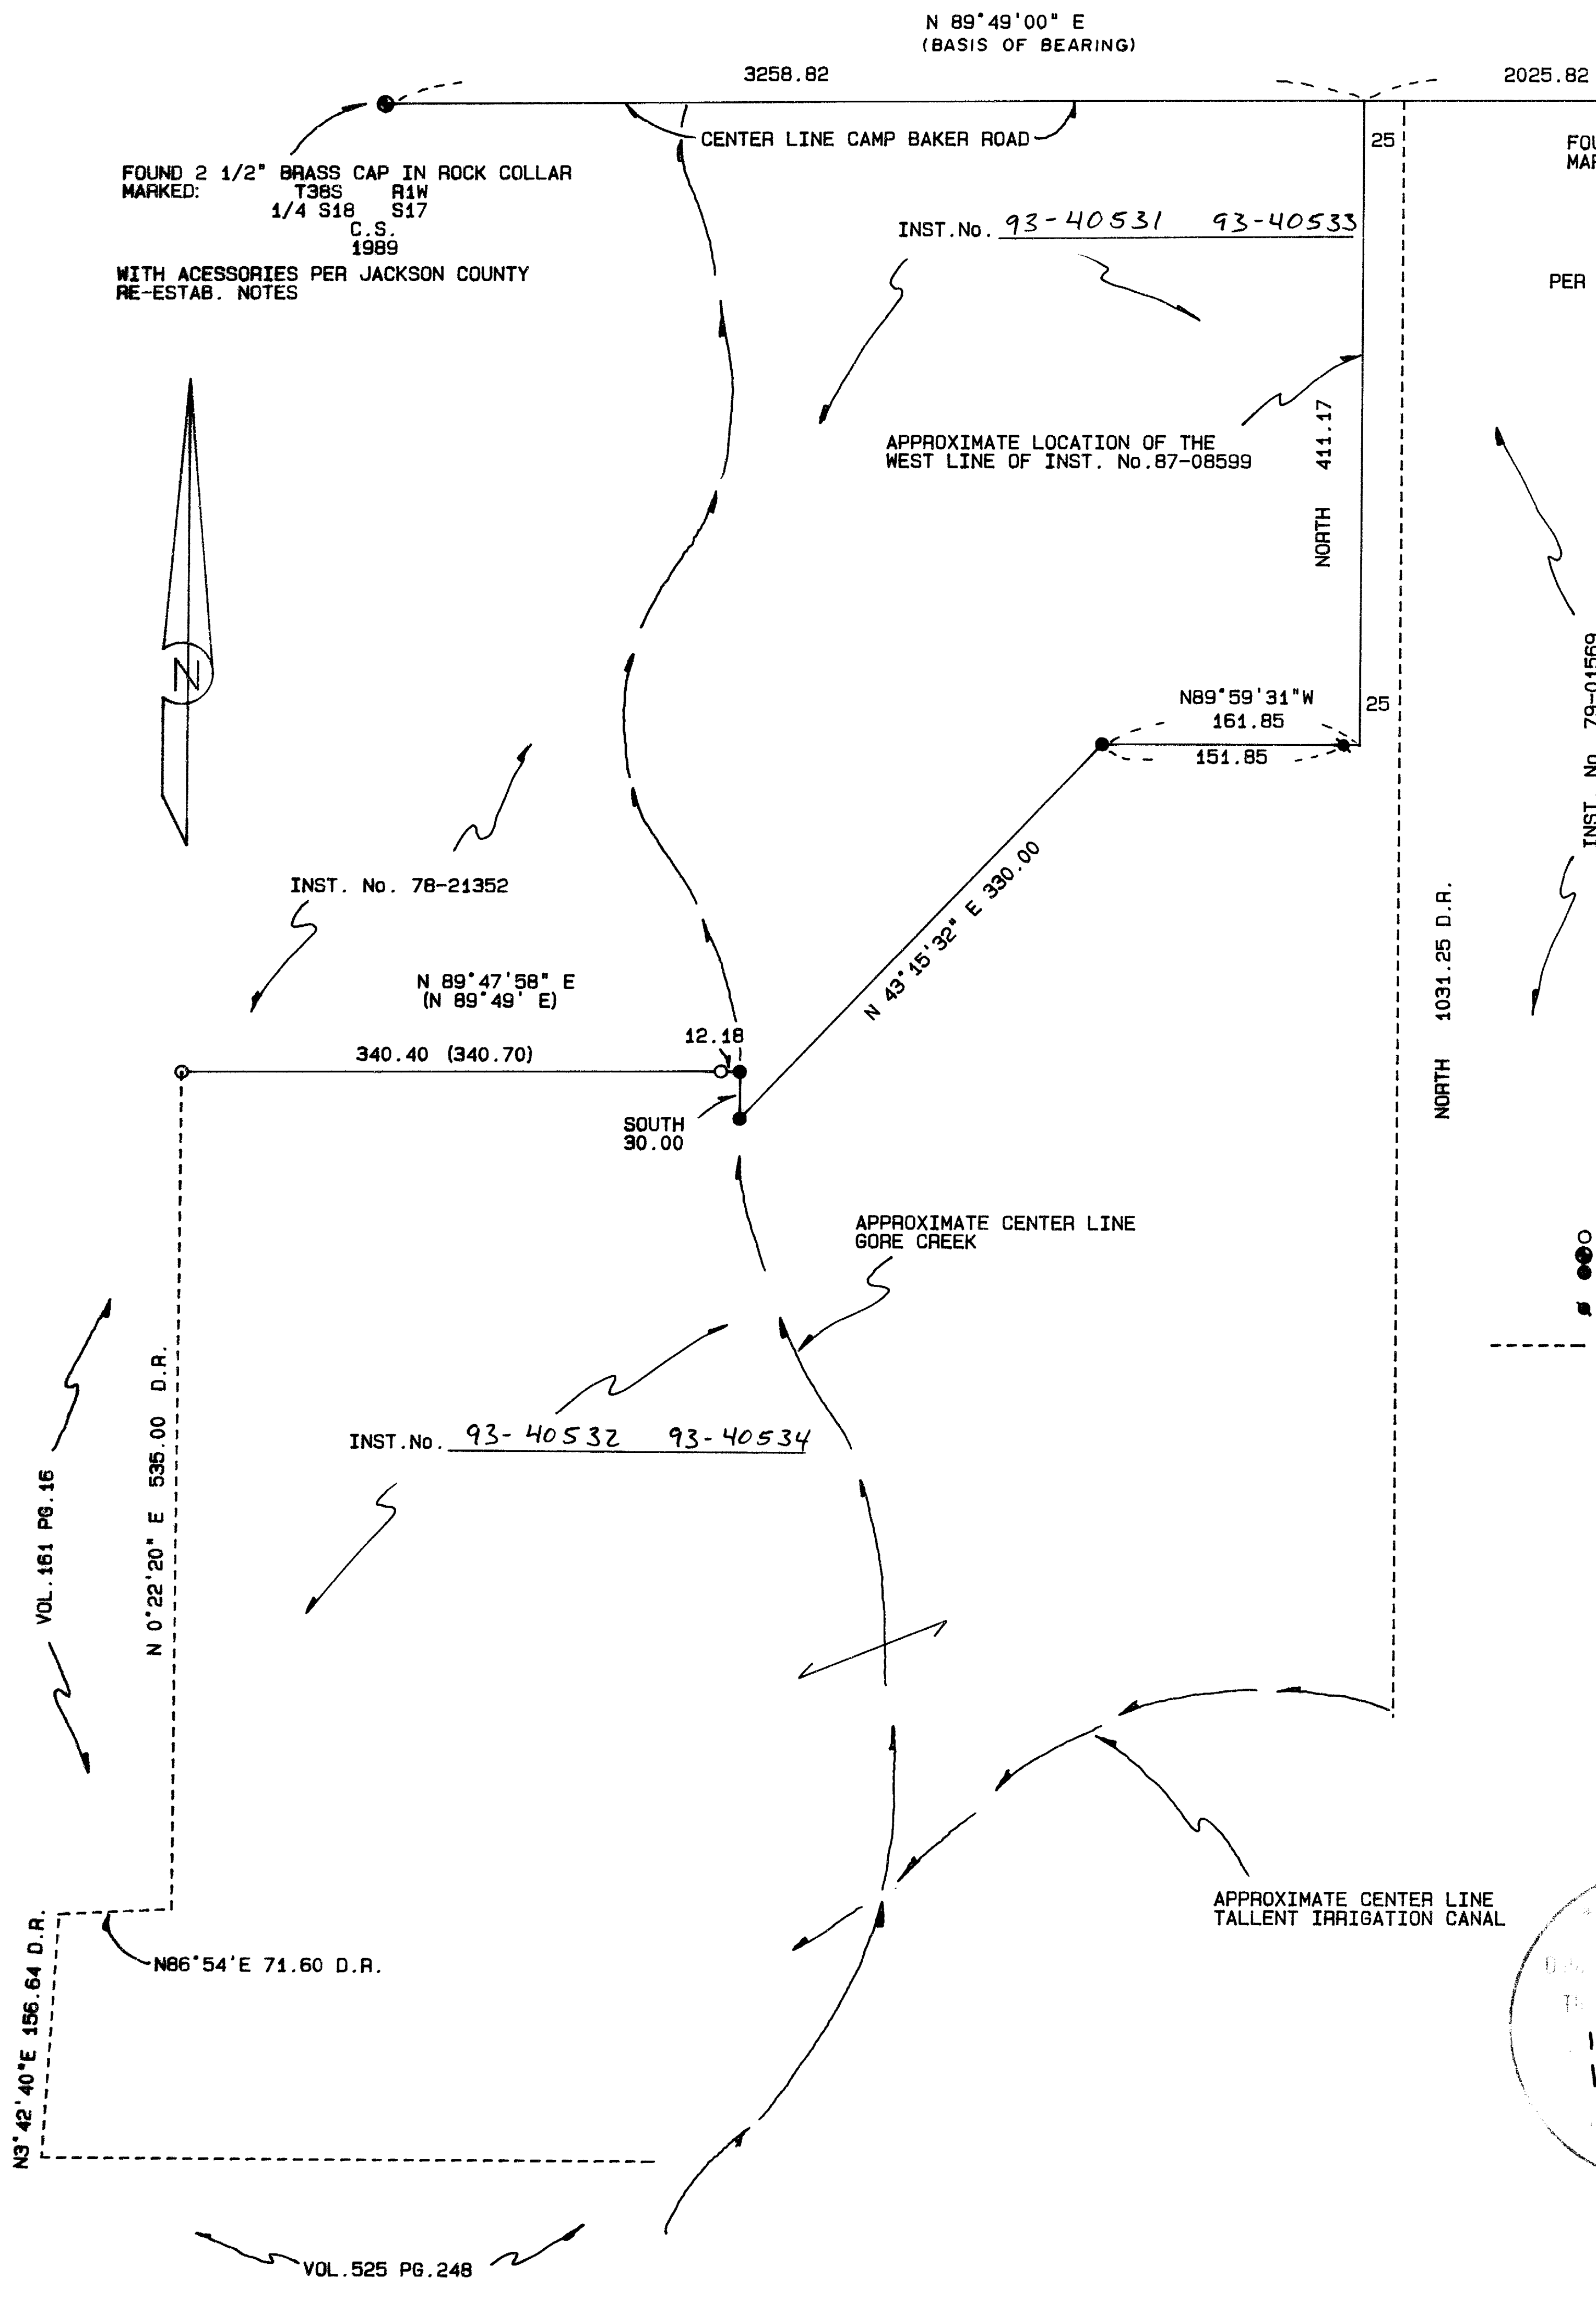 N 89°49'00" E
(BASIS OF BEARING)
3258.82
2025.82
CENTER LINE CAMP BAKER ROAD
25
FOUND 2 1/2" BRASS CAP IN ROCK COLLAR
MARKED: T38S R1W
1/4 S18 S17
C.S.
1989
WITH ACESSORIES PER JACKSON COUNTY
RE-ESTAB. NOTES
INST.No. 93-40531 93-40533
PER
APPROXIMATE LOCATION OF THE
WEST LINE OF INST. No.87-08599
NORTH 411.17
N
N89°59'31"W
161.85
25
151.85
INST. No 79-01569
INST. No. 78-21352
N 43°15'32" E 330.00
NORTH 1031.25 D.R.
N 89°47'58" E
(N 89°49' E)
12.18
340.40 (340.70)
SOUTH
30.00
APPROXIMATE CENTER LINE
GORE CREEK
N 0°22'20" E 535.00 D.R.
VOL.161 PG.16
INST.No. 93-40532 93-40534
APPROXIMATE CENTER LINE
TALLENT IRRIGATION CANAL
N86°54'E 71.60 D.R.
N3°42'40"E 156.64 D.R.
VOL.525 PG.248